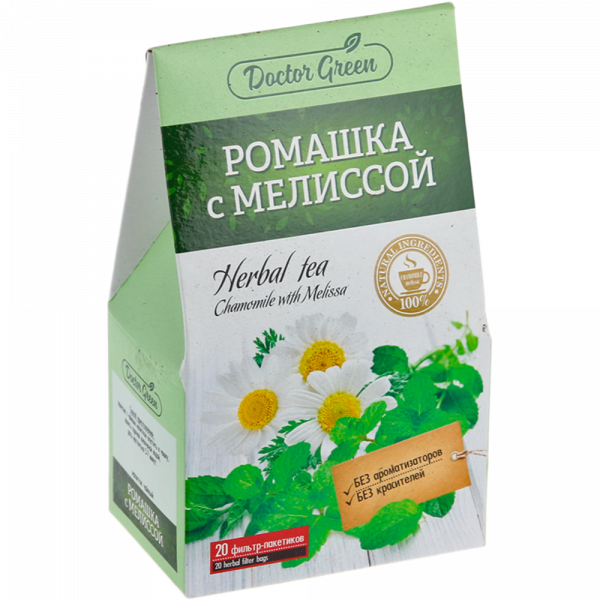 Doctor Green
РОМАШКА
с МЕЛИССОЙ
Herbal tea
Chamomile with Melissa
NATURAL INGREDIENTS
100%
БЕЗ ароматизаторов
БЕЗ красителей
20 фильтр-пакетиков
20 herbal filter bags
Doctor Green
РОМАШКА
с МЕЛИССОЙ